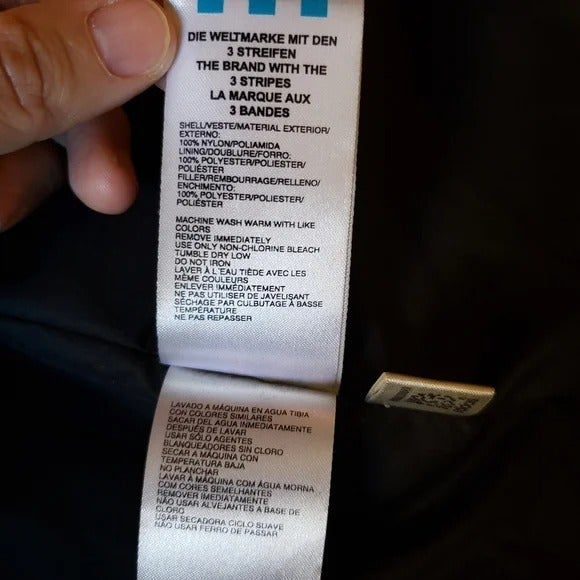 DIE WELTMARKE MIT DEN
3 STREIFEN
THE BRAND WITH THE
3 STRIPES
LA MARQUE AUX
3 BANDES
SHELL/VESTE/MATERIAL EXTERIOR/
EXTERNO:
100% NYLON/POLIAMIDA
LINING/DOUBLURE/FORRO:
100% POLYESTER/POLIESTER/
POLIÉSTER
FILLER/REMBOURRAGE/RELLENO/
ENCHIMENTO:
100% POLYESTER/POLIESTER/
POLIÉSTER
MACHINE WASH WARM WITH LIKE
COLORS
REMOVE IMMEDIATELY
USE ONLY NON-CHLORINE BLEACH
TUMBLE DRY LOW
DO NOT IRON
LAVER À L'EAU TIÈDE AVEC LES
MÊME COULEURS
ENLEVER IMMÉDIATEMENT
NE PAS UTILISER DE JAVELISANT
SÉCHAGE PAR CULBUTAGE À BASSE
TEMPÉRATURE
NE PAS REPASSER
LAVADO A MÁQUINA EN AGUA TIBIA
CON COLORES SIMILARES
SACAR DEL AGUA INMEDIATAMENTE
DESPUÉS DE LAVAR
USAR SÓLO AGENTES
BLANQUEADORES SIN CLORO
SECAR A MÁQUINA CON
TEMPERATURA BAJA
NO PLANCHAR
LAVAR À MÁQUINA COM ÁGUA MORNA
COM CORES SEMELHANTES
REMOVER IMEDIATAMENTE
NÃO USAR ALVEJANTES A BASE DE
CLORO
USAR SECADORA CICLO SUAVE
NÃO USAR FERRO DE PASSAR